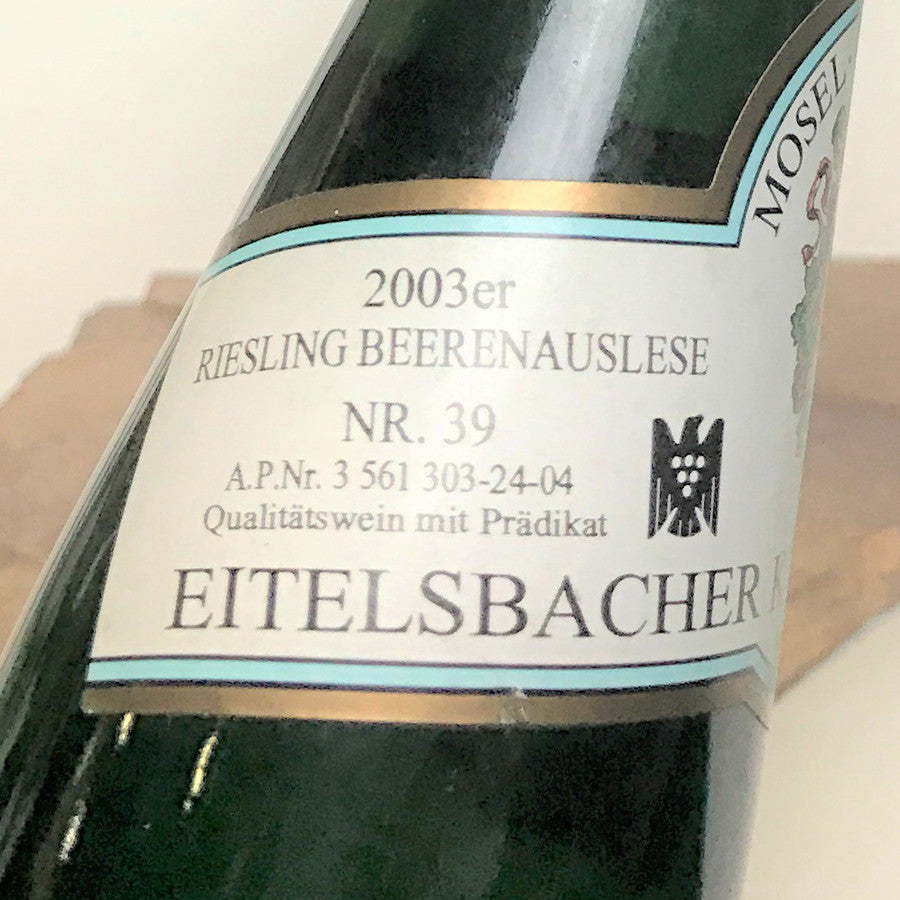 MOSEL
2003er
RIESLING BEERENAUSLESE
NR. 39
A.P.Nr. 3 561 303-24-04
Qualitätswein mit Prädikat
EITELSBACHER K